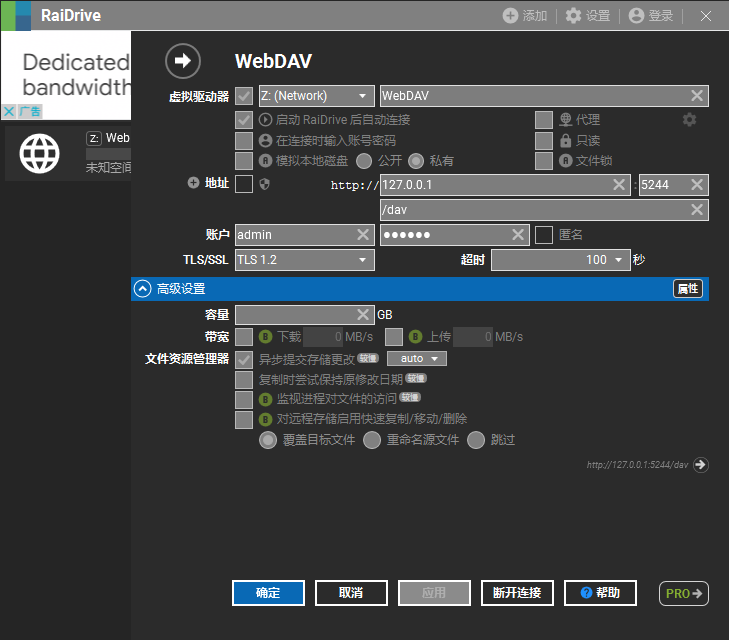 RaiDrive 添加 设置 登录
Dedicated
bandwidth
广告
Z: Web
未知空间
WebDAV
虚拟驱动器 Z: (Network) WebDAV
启动 RaiDrive 后自动连接 代理
在连接时输入账号密码 只读
模拟本地磁盘 公开 私有 文件锁
地址 http:// 127.0.0.1 : 5244
/dav
账户 admin ●●●●●● 匿名
TLS/SSL TLS 1.2 超时 100 秒
高级设置 属性
容量 GB
带宽 B 下载 0 MB/s B 上传 0 MB/s
文件资源管理器 异步提交存储更改 较慢 auto
复制时尝试保持原修改日期 较慢
B 监视进程对文件的访问 较慢
B 对远程存储启用快速复制/移动/删除
覆盖目标文件 重命名源文件 跳过
http://127.0.0.1:5244/dav
确定 取消 应用 断开连接 ? 帮助 PRO